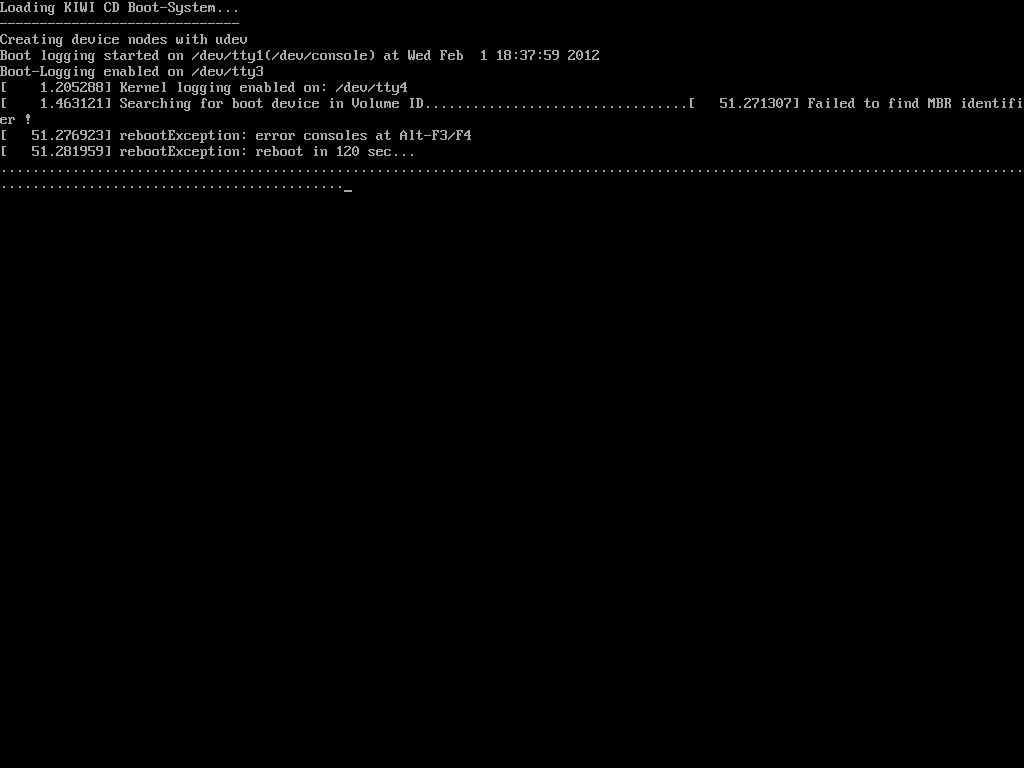 Loading KIWI CD Boot-System...
------------------------------
Creating device nodes with udev
Boot logging started on /dev/tty1(/dev/console) at Wed Feb  1 18:37:59 2012
Boot-Logging enabled on /dev/tty3
[    1.205288] Kernel logging enabled on: /dev/tty4
[    1.463121] Searching for boot device in Volume ID.................................[   51.271307] Failed to find MBR identifi
er !
[   51.276923] rebootException: error consoles at Alt-F3/F4
[   51.281959] rebootException: reboot in 120 sec...
................................................................................................................................
..........................................._